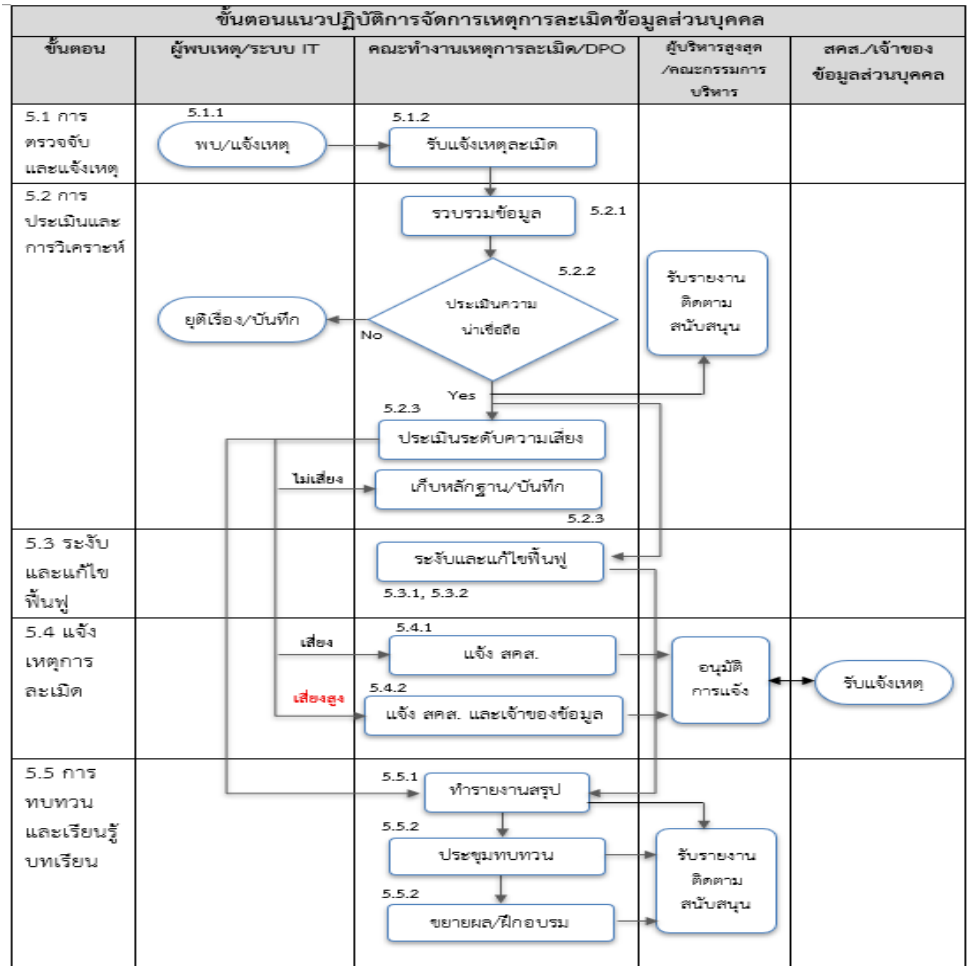 ขั้นตอนแนวปฏิบัติการจัดการเหตุการละเมิดข้อมูลส่วนบุคคล
ขั้นตอน
ผู้พบเหตุ/ระบบ IT
คณะทำงานเหตุการละเมิด/DPO
ผู้บริหารสูงสุด
/คณะกรรมการ
บริหาร
สคส./เจ้าของ
ข้อมูลส่วนบุคคล
5.1 การ
ตรวจจับ
และแจ้งเหตุ
5.1.1
พบ/แจ้งเหตุ
5.1.2
รับแจ้งเหตุละเมิด
5.2 การ
ประเมินและ
การวิเคราะห์
รวบรวมข้อมูล
5.2.1
5.2.2
ประเมินความ
น่าเชื่อถือ
รับรายงาน
ติดตาม
สนับสนุน
ยุติเรื่อง/บันทึก
No
Yes
5.2.3
ประเมินระดับความเสี่ยง
ไม่เสี่ยง
เก็บหลักฐาน/บันทึก
5.2.3
5.3 ระงับ
และแก้ไข
ฟื้นฟู
ระงับและแก้ไขฟื้นฟู
5.3.1, 5.3.2
5.4 แจ้ง
เหตุการ
ละเมิด
เสี่ยง
5.4.1
แจ้ง สคส.
เสี่ยงสูง
5.4.2
แจ้ง สคส. และเจ้าของข้อมูล
อนุมัติ
การแจ้ง
รับแจ้งเหตุ
5.5 การ
ทบทวน
และเรียนรู้
บทเรียน
5.5.1
ทำรายงานสรุป
5.5.2
ประชุมทบทวน
5.5.2
ขยายผล/ฝึกอบรม
รับรายงาน
ติดตาม
สนับสนุน